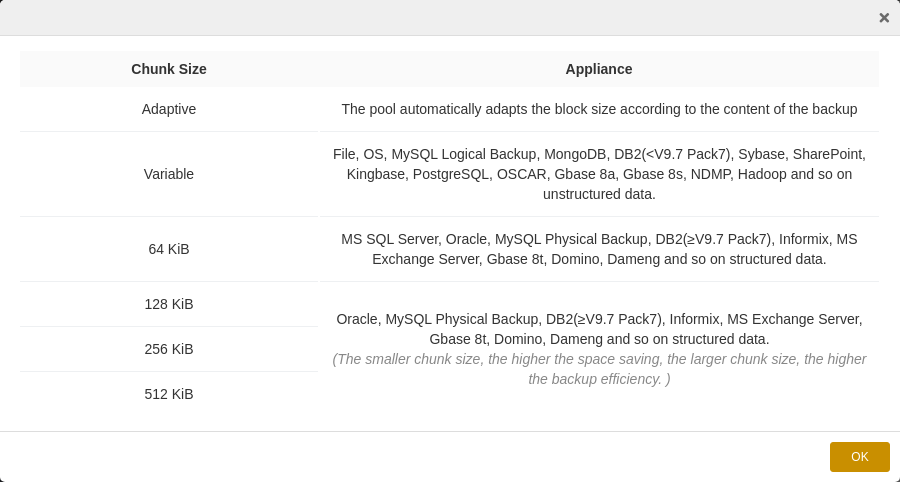 ×
Chunk Size
Appliance
Adaptive
The pool automatically adapts the block size according to the content of the backup
Variable
File, OS, MySQL Logical Backup, MongoDB, DB2(<V9.7 Pack7), Sybase, SharePoint,
Kingbase, PostgreSQL, OSCAR, Gbase 8a, Gbase 8s, NDMP, Hadoop and so on
unstructured data.
64 KiB
MS SQL Server, Oracle, MySQL Physical Backup, DB2(≥V9.7 Pack7), Informix, MS
Exchange Server, Gbase 8t, Domino, Dameng and so on structured data.
128 KiB
256 KiB
512 KiB
Oracle, MySQL Physical Backup, DB2(≥V9.7 Pack7), Informix, MS Exchange Server,
Gbase 8t, Domino, Dameng and so on structured data.
(The smaller chunk size, the higher the space saving, the larger chunk size, the higher
the backup efficiency. )
OK